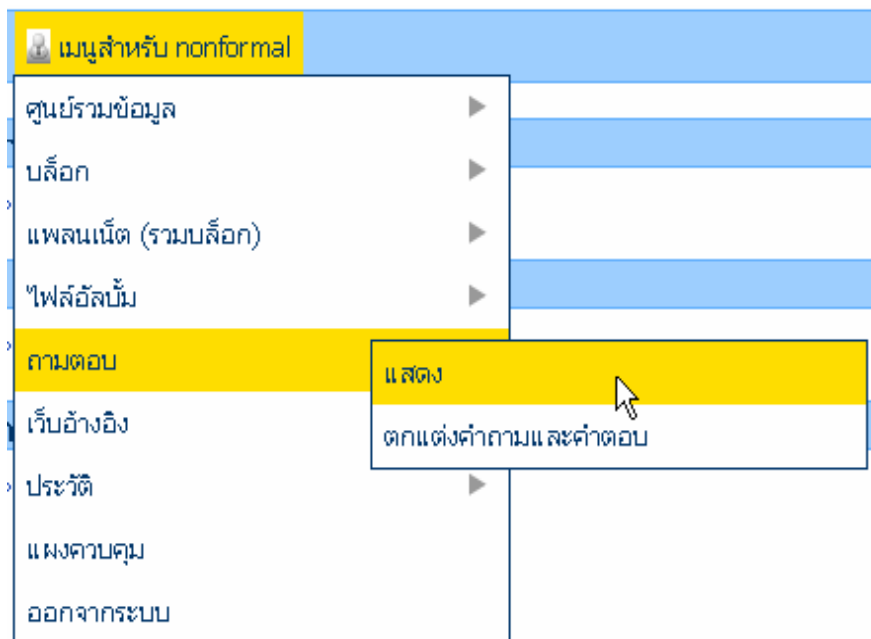 เมนูสำหรับ nonformal
ศูนย์รวมข้อมูล
บล็อก
แพลนเน็ต (รวมบล็อก)
ไฟล์อัลบั้ม
ถามตอบ
แสดง
ตกแต่งคำถามและคำตอบ
เว็บอ้างอิง
ประวัติ
แผงควบคุม
ออกจากระบบ